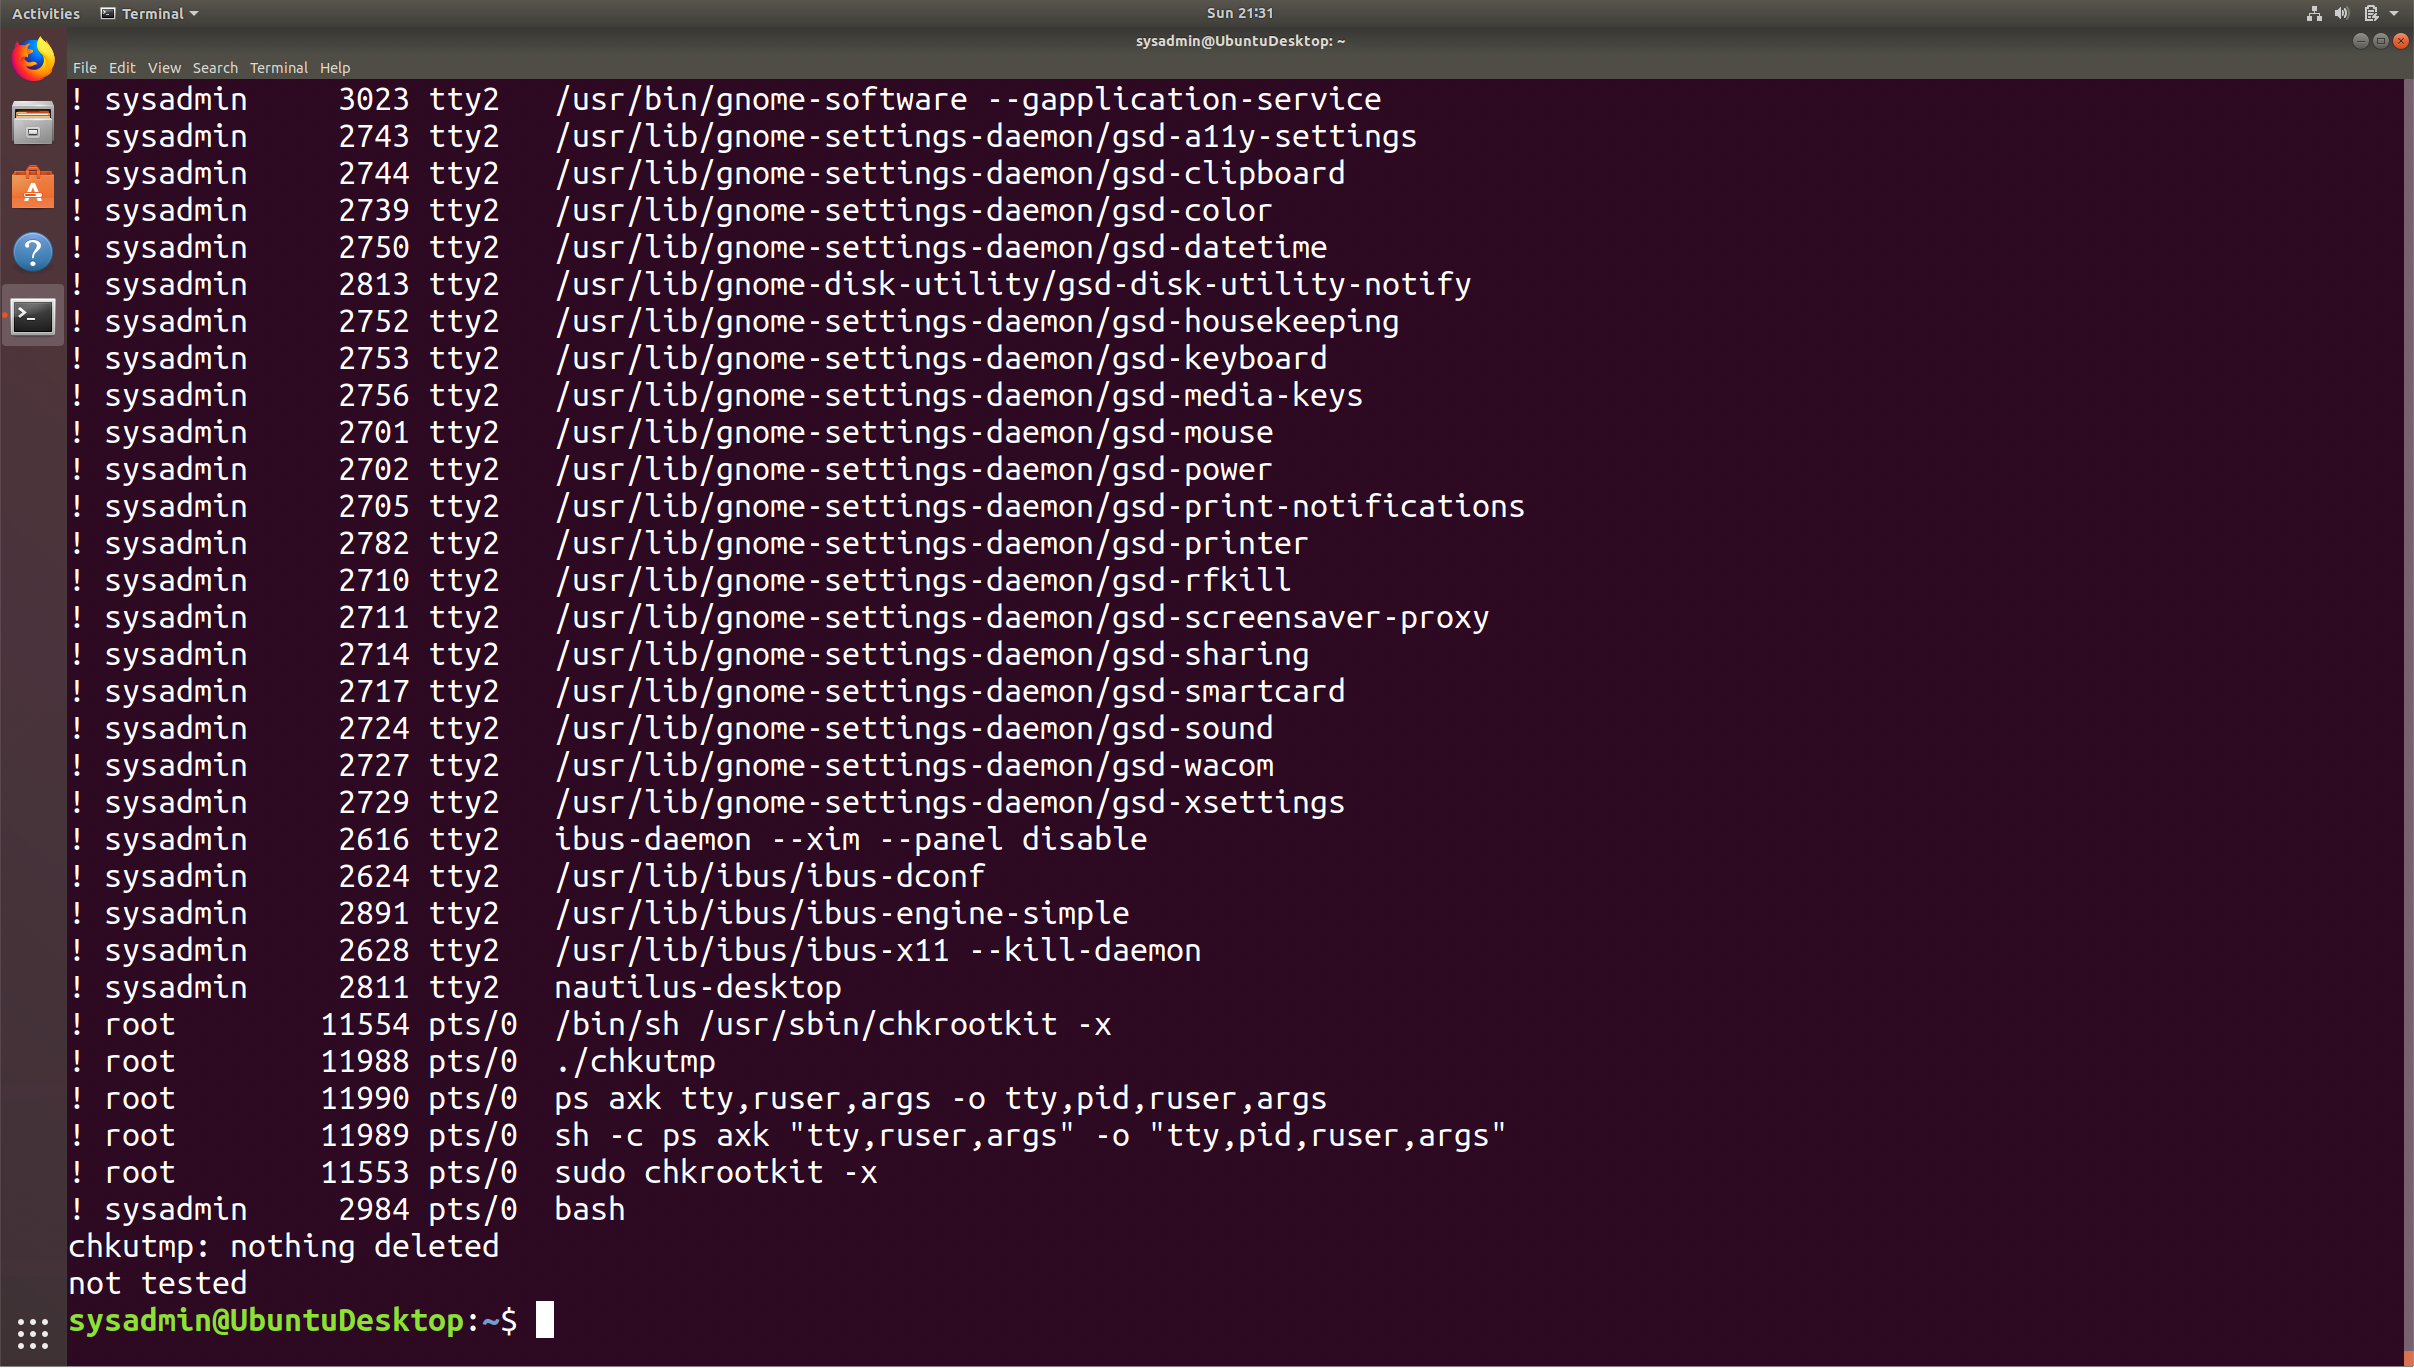 Activities Terminal Sun 21:31
sysadmin@UbuntuDesktop: ~
File Edit View Search Terminal Help
! sysadmin     3023 tty2   /usr/bin/gnome-software --gapplication-service
! sysadmin     2743 tty2   /usr/lib/gnome-settings-daemon/gsd-a11y-settings
! sysadmin     2744 tty2   /usr/lib/gnome-settings-daemon/gsd-clipboard
! sysadmin     2739 tty2   /usr/lib/gnome-settings-daemon/gsd-color
! sysadmin     2750 tty2   /usr/lib/gnome-settings-daemon/gsd-datetime
! sysadmin     2813 tty2   /usr/lib/gnome-disk-utility/gsd-disk-utility-notify
! sysadmin     2752 tty2   /usr/lib/gnome-settings-daemon/gsd-housekeeping
! sysadmin     2753 tty2   /usr/lib/gnome-settings-daemon/gsd-keyboard
! sysadmin     2756 tty2   /usr/lib/gnome-settings-daemon/gsd-media-keys
! sysadmin     2701 tty2   /usr/lib/gnome-settings-daemon/gsd-mouse
! sysadmin     2702 tty2   /usr/lib/gnome-settings-daemon/gsd-power
! sysadmin     2705 tty2   /usr/lib/gnome-settings-daemon/gsd-print-notifications
! sysadmin     2782 tty2   /usr/lib/gnome-settings-daemon/gsd-printer
! sysadmin     2710 tty2   /usr/lib/gnome-settings-daemon/gsd-rfkill
! sysadmin     2711 tty2   /usr/lib/gnome-settings-daemon/gsd-screensaver-proxy
! sysadmin     2714 tty2   /usr/lib/gnome-settings-daemon/gsd-sharing
! sysadmin     2717 tty2   /usr/lib/gnome-settings-daemon/gsd-smartcard
! sysadmin     2724 tty2   /usr/lib/gnome-settings-daemon/gsd-sound
! sysadmin     2727 tty2   /usr/lib/gnome-settings-daemon/gsd-wacom
! sysadmin     2729 tty2   /usr/lib/gnome-settings-daemon/gsd-xsettings
! sysadmin     2616 tty2   ibus-daemon --xim --panel disable
! sysadmin     2624 tty2   /usr/lib/ibus/ibus-dconf
! sysadmin     2891 tty2   /usr/lib/ibus/ibus-engine-simple
! sysadmin     2628 tty2   /usr/lib/ibus/ibus-x11 --kill-daemon
! sysadmin     2811 tty2   nautilus-desktop
! root        11554 pts/0  /bin/sh /usr/sbin/chkrootkit -x
! root        11988 pts/0  ./chkutmp
! root        11990 pts/0  ps axk tty,ruser,args -o tty,pid,ruser,args
! root        11989 pts/0  sh -c ps axk "tty,ruser,args" -o "tty,pid,ruser,args"
! root        11553 pts/0  sudo chkrootkit -x
! sysadmin     2984 pts/0  bash
chkutmp: nothing deleted
not tested
sysadmin@UbuntuDesktop:~$